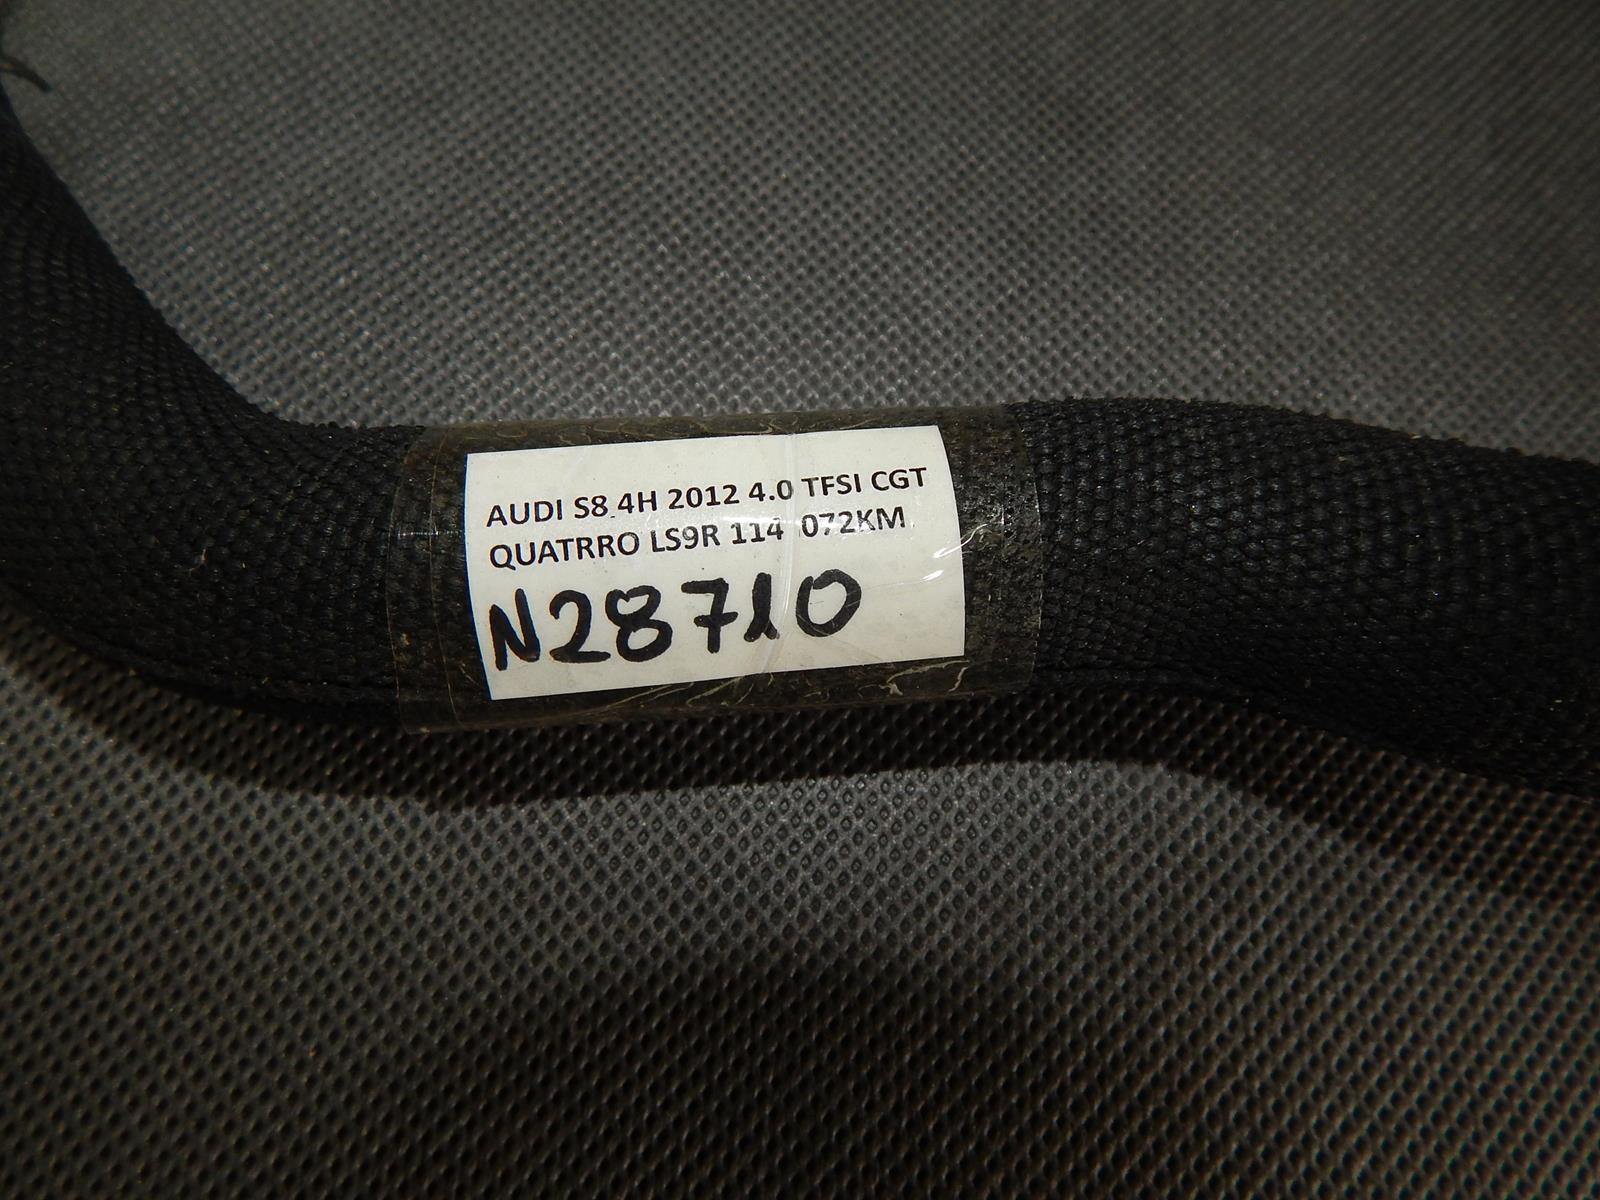 AUDI S8 4H 2012 4.0 TFSI CGT
QUATRRO LS9R 114 072KM
N28710